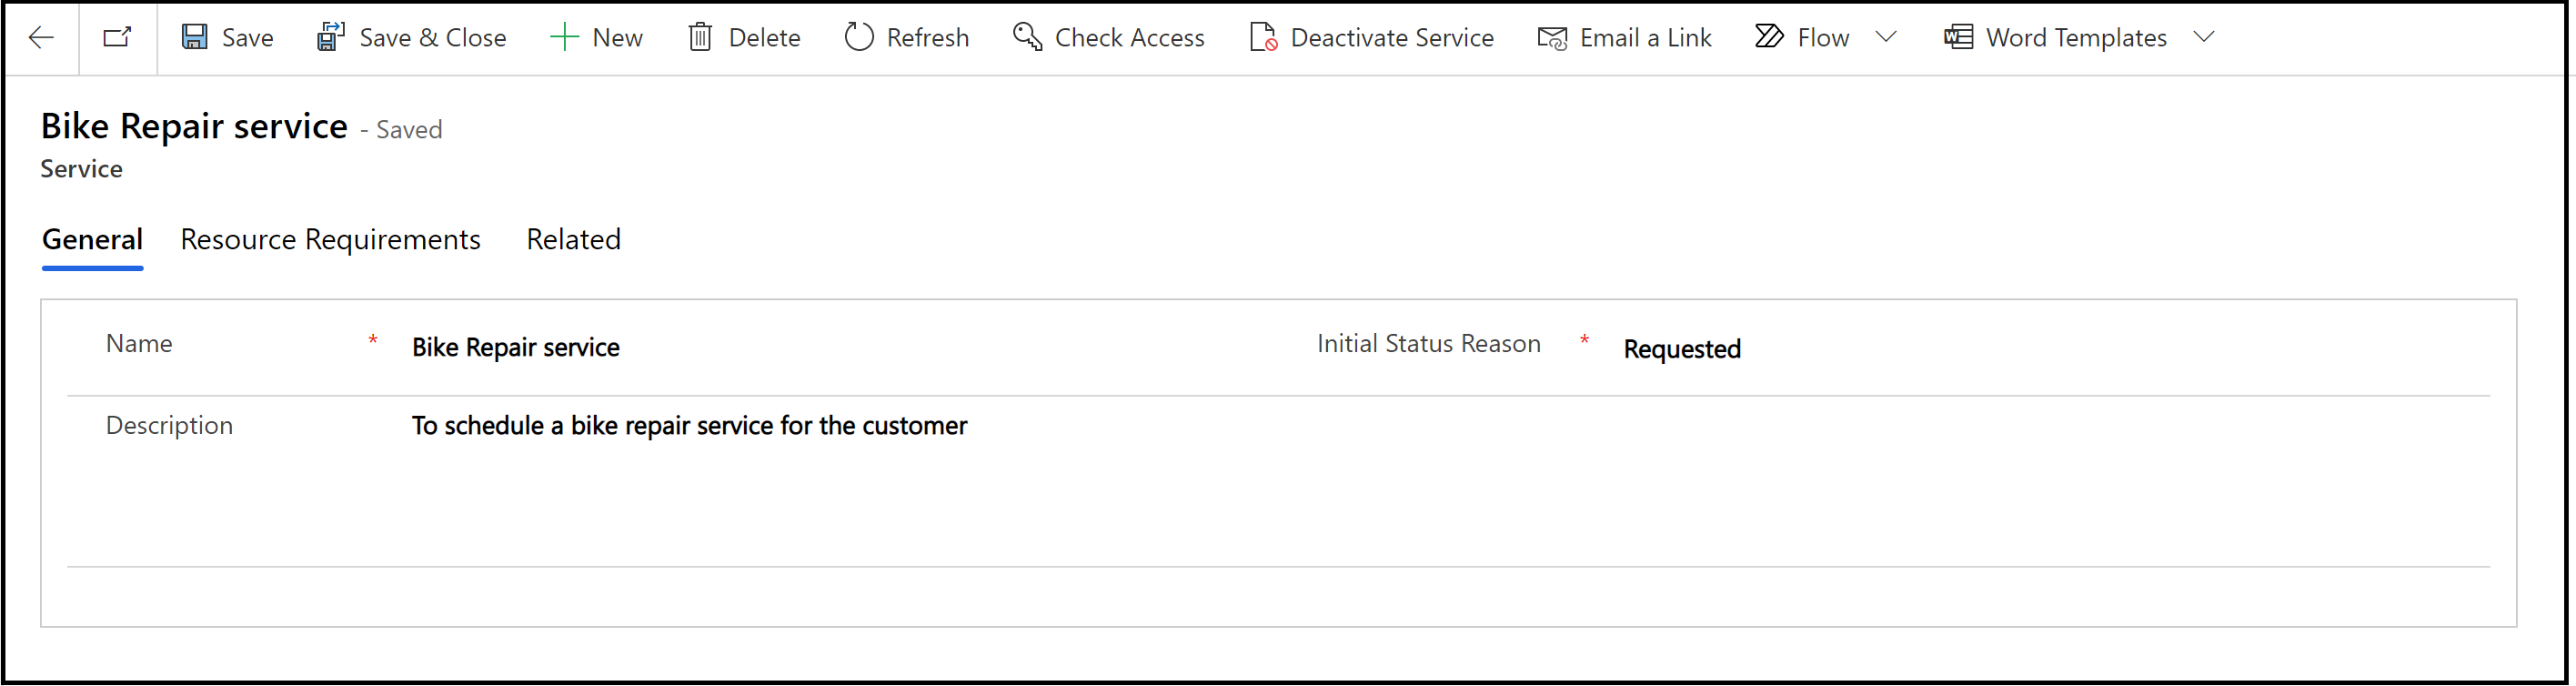 Save Save & Close New Delete Refresh Check Access Deactivate Service Email a Link Flow Word Templates
Bike Repair service - Saved
Service
General Resource Requirements Related
Name * Bike Repair service Initial Status Reason * Requested
Description To schedule a bike repair service for the customer